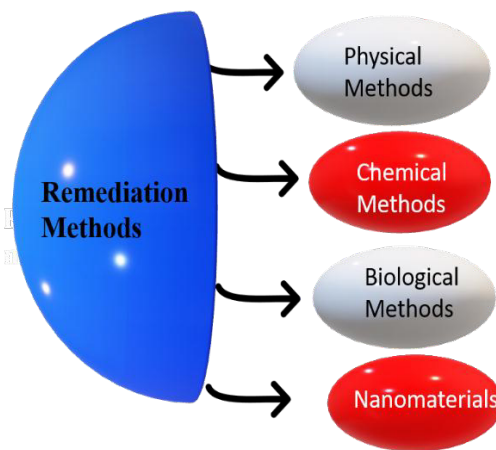 Physical
Methods
Chemical
Methods
Remediation
Methods
Biological
Methods
Nanomaterials